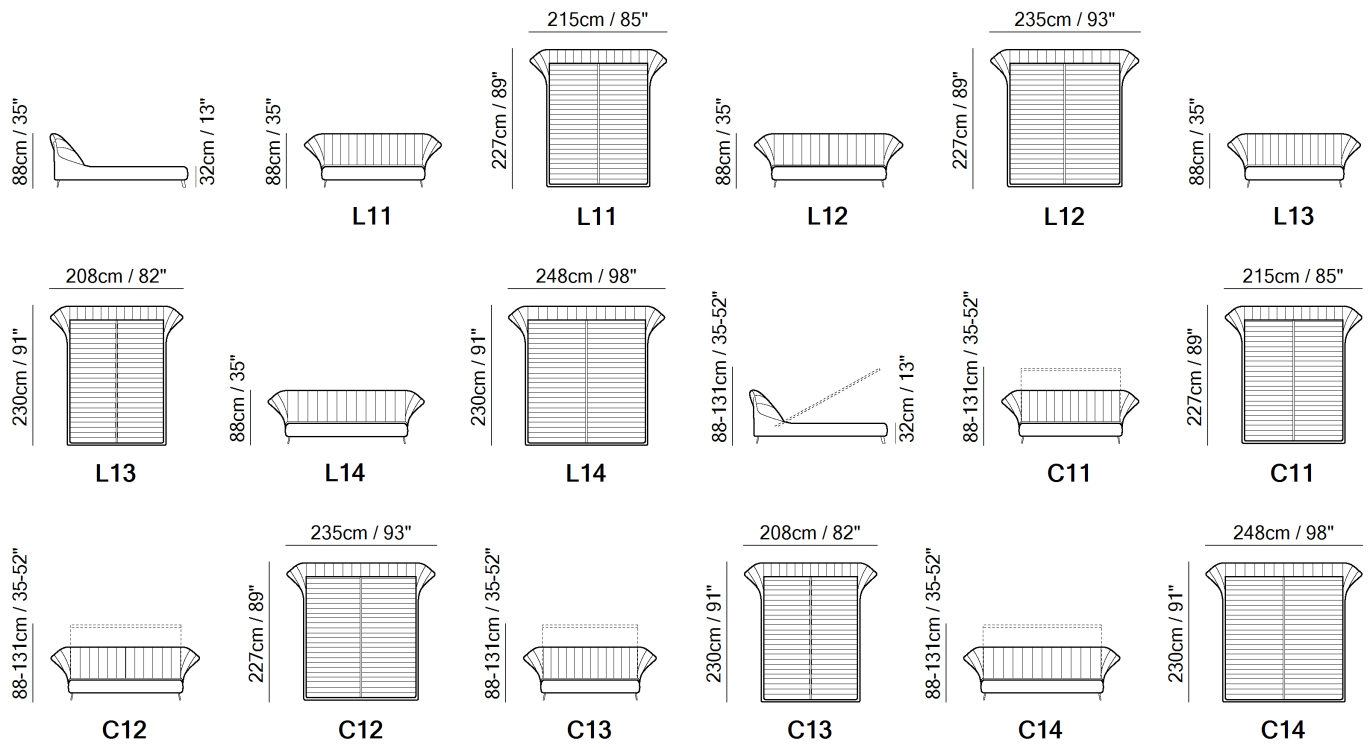 215cm / 85"
235cm / 93"
88cm / 35"
32cm / 13"
88cm / 35"
227cm / 89"
88cm / 35"
227cm / 89"
88cm / 35"
L11
L11
L12
L12
L13
208cm / 82"
248cm / 98"
215cm / 85"
230cm / 91"
88cm / 35"
230cm / 91"
88-131cm / 35-52"
32cm / 13"
88-131cm / 35-52"
227cm / 89"
L13
L14
L14
C11
C11
235cm / 93"
208cm / 82"
248cm / 98"
88-131cm / 35-52"
227cm / 89"
88-131cm / 35-52"
230cm / 91"
88-131cm / 35-52"
230cm / 91"
C12
C12
C13
C13
C14
C14